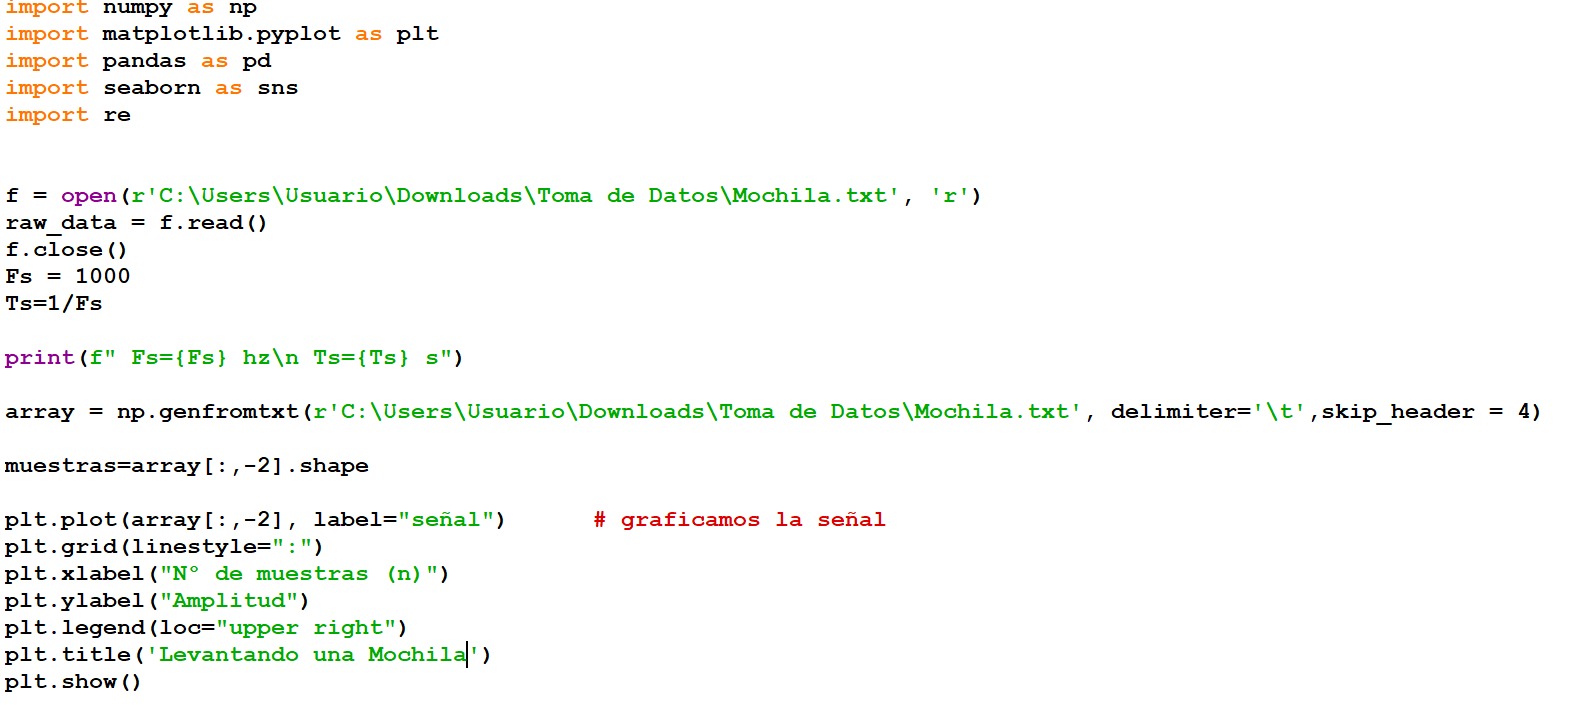 import numpy as np
import matplotlib.pyplot as plt
import pandas as pd
import seaborn as sns
import re
f = open(r'C:\Users\Usuario\Downloads\Toma de Datos\Mochila.txt', 'r')
raw_data = f.read()
f.close()
Fs = 1000
Ts=1/Fs
print(f" Fs={Fs} hz\n Ts={Ts} s")
array = np.genfromtxt(r'C:\Users\Usuario\Downloads\Toma de Datos\Mochila.txt', delimiter='\t',skip_header = 4)
muestras=array[:,-2].shape
plt.plot(array[:,-2], label="señal")      # graficamos la señal
plt.grid(linestyle=":")
plt.xlabel("Nº de muestras (n)")
plt.ylabel("Amplitud")
plt.legend(loc="upper right")
plt.title('Levantando una Mochila')
plt.show()